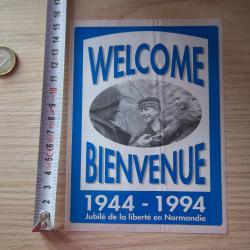 WELCOME
BIENVENUE
1944 - 1994
Jubilé de la liberté en Normandie